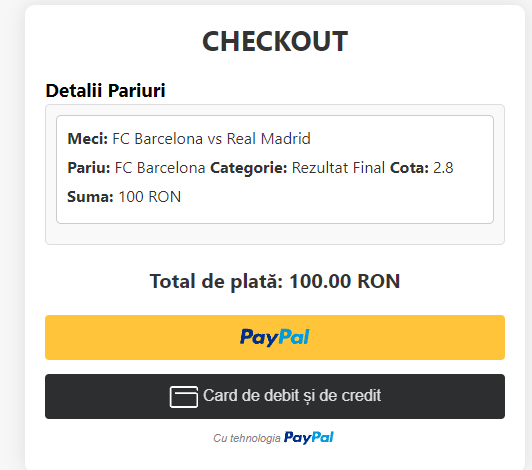 CHECKOUT
Detalii Pariuri
Meci: FC Barcelona vs Real Madrid
Pariu: FC Barcelona Categorie: Rezultat Final Cota: 2.8
Suma: 100 RON
Total de plată: 100.00 RON
PayPal
Card de debit și de credit
Cu tehnologia PayPal